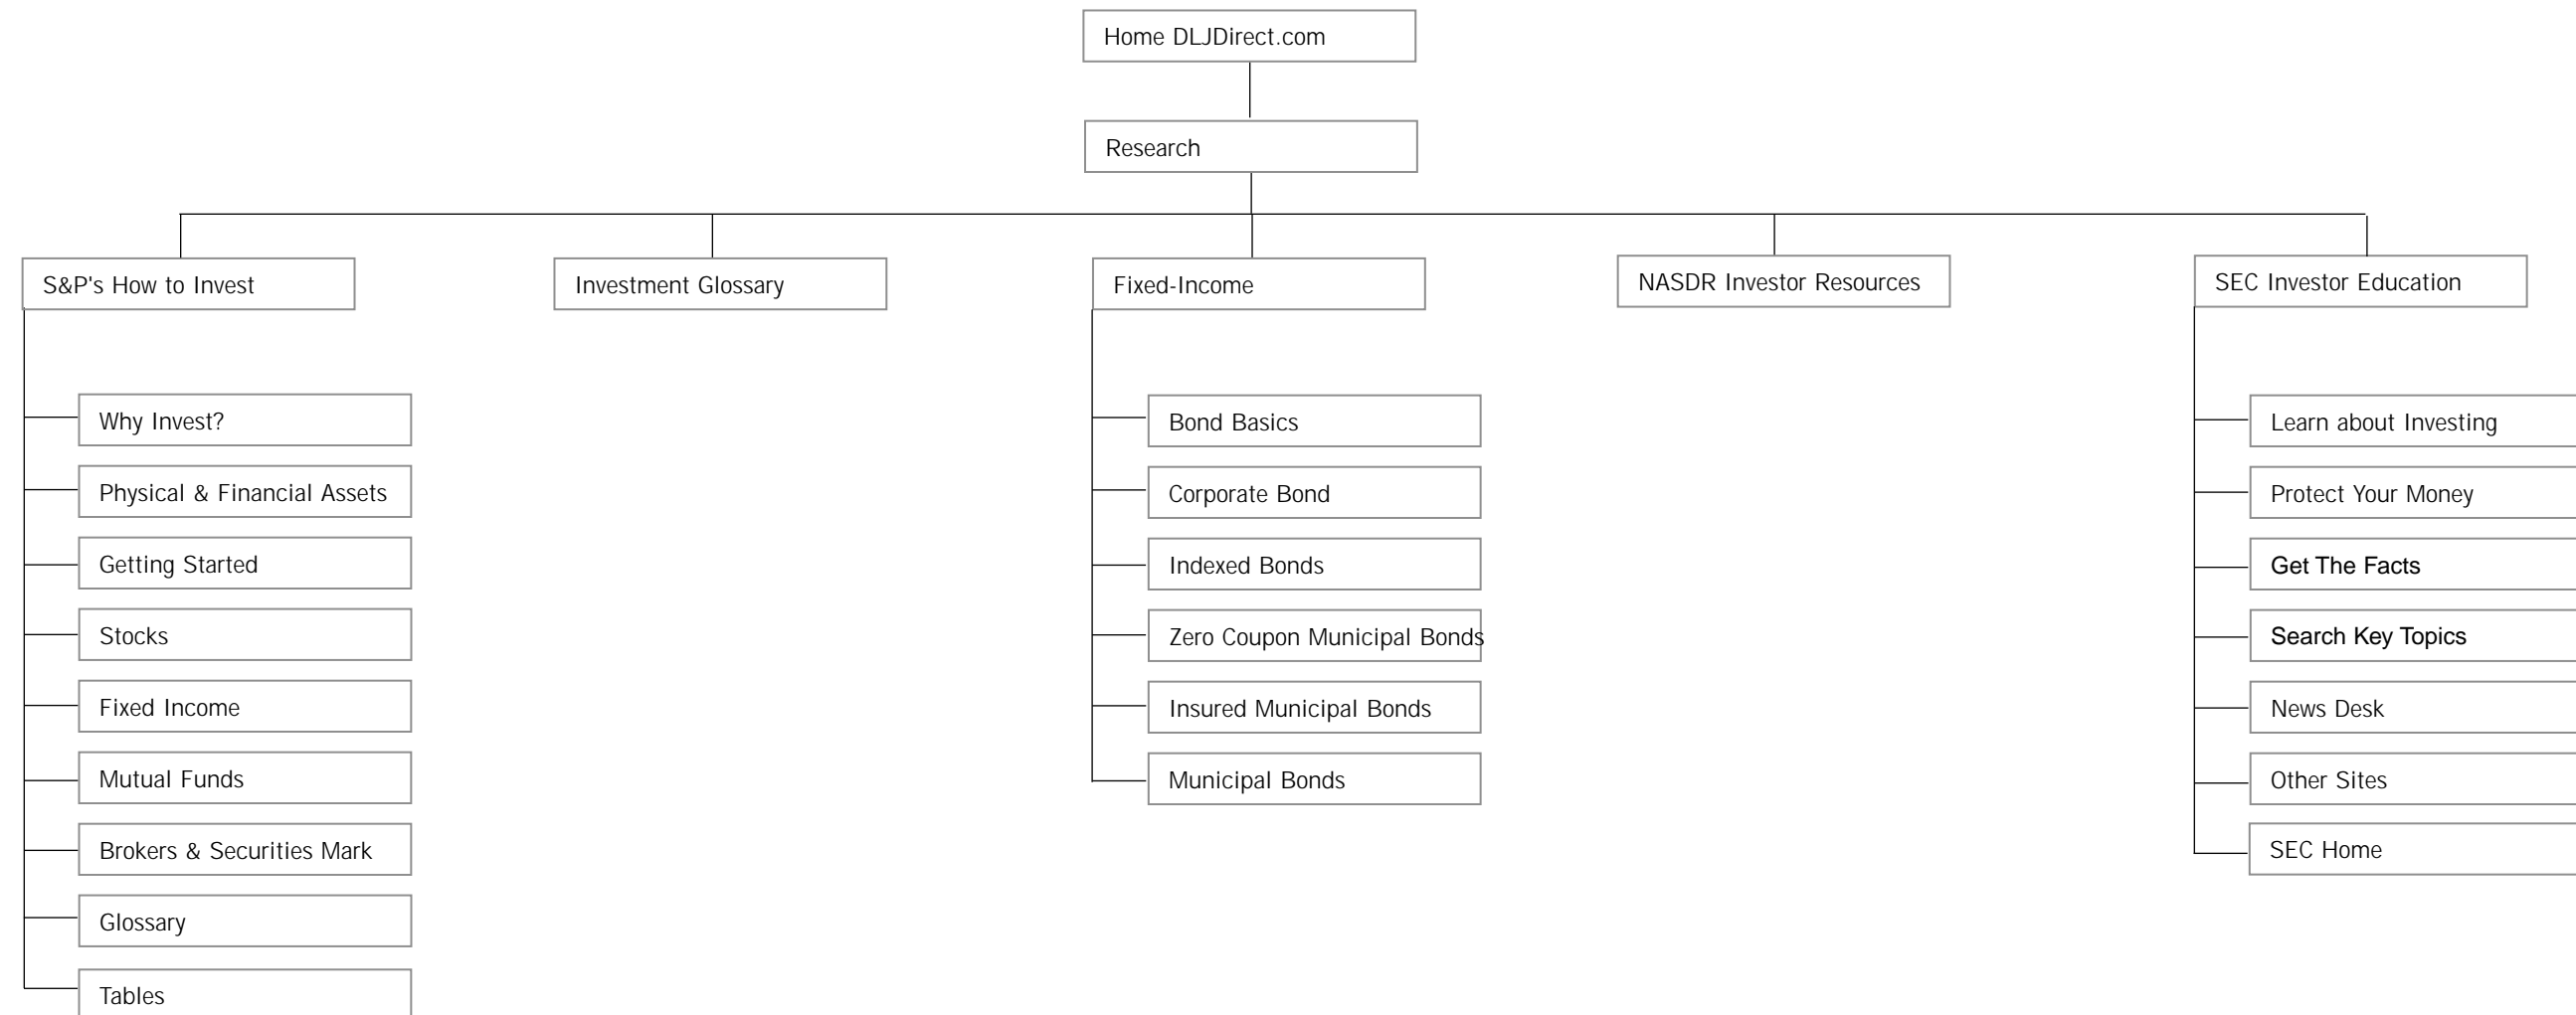 Home DLJDirect.com
Research
S&P's How to Invest
Investment Glossary
Fixed-Income
NASDR Investor Resources
SEC Investor Education
Why Invest?
Physical & Financial Assets
Getting Started
Stocks
Fixed Income
Mutual Funds
Brokers & Securities Mark
Glossary
Tables
Bond Basics
Corporate Bond
Indexed Bonds
Zero Coupon Municipal Bonds
Insured Municipal Bonds
Municipal Bonds
Learn about Investing
Protect Your Money
Get The Facts
Search Key Topics
News Desk
Other Sites
SEC Home